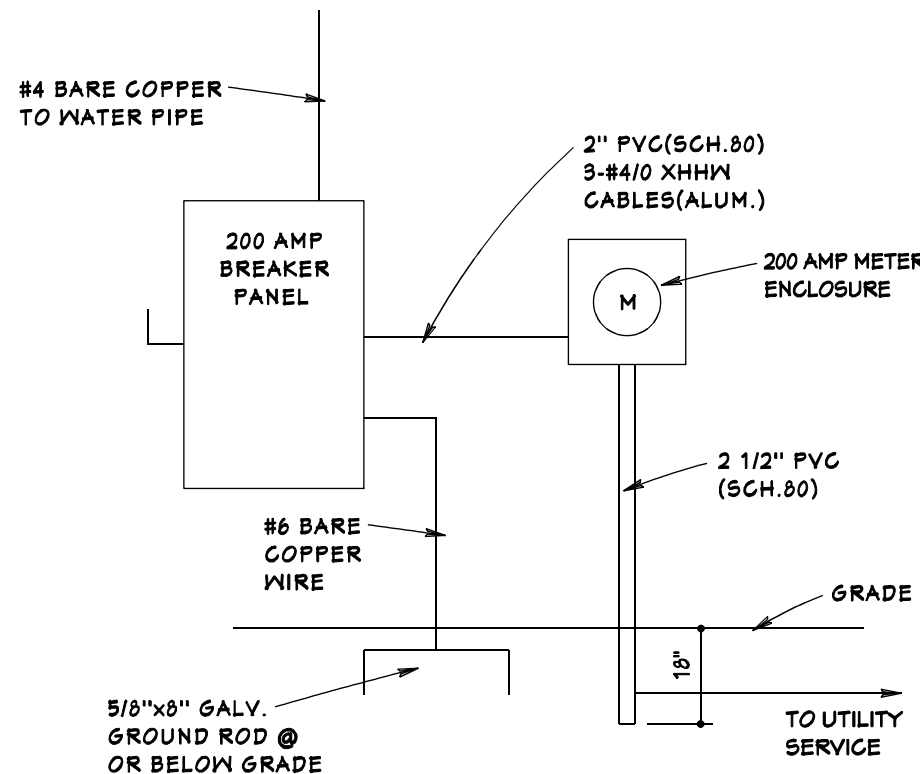 #4 BARE COPPER
TO WATER PIPE
2" PVC(SCH.80)
3-#4/0 XHHW
CABLES(ALUM.)
200 AMP
BREAKER
PANEL
200 AMP METER
ENCLOSURE
M
2 1/2" PVC
(SCH.80)
#6 BARE
COPPER
WIRE
GRADE
18"
5/8"x8" GALV.
GROUND ROD @
OR BELOW GRADE
TO UTILITY
SERVICE